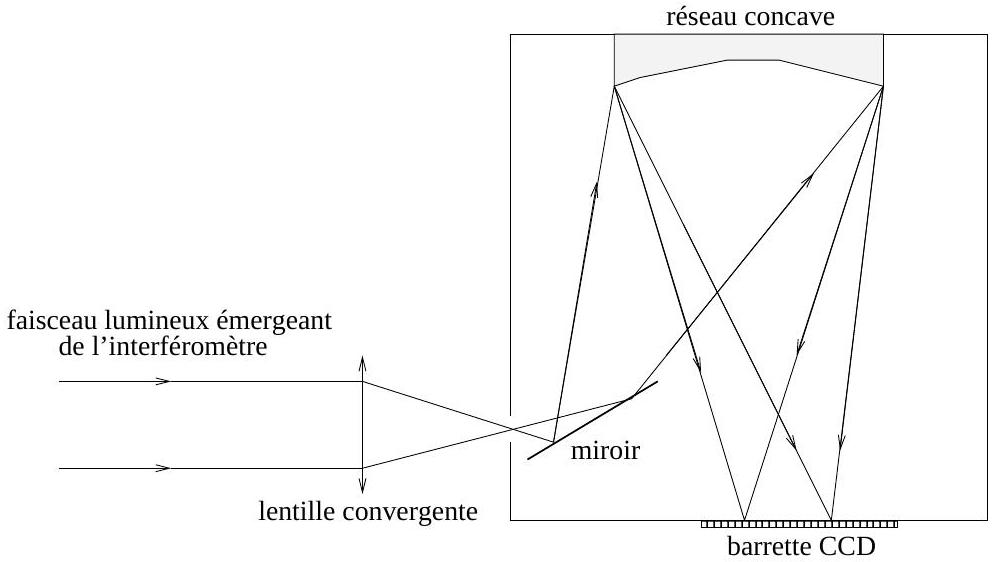 réseau concave
faisceau lumineux émergeant
de l’interféromètre
miroir
lentille convergente
barrette CCD